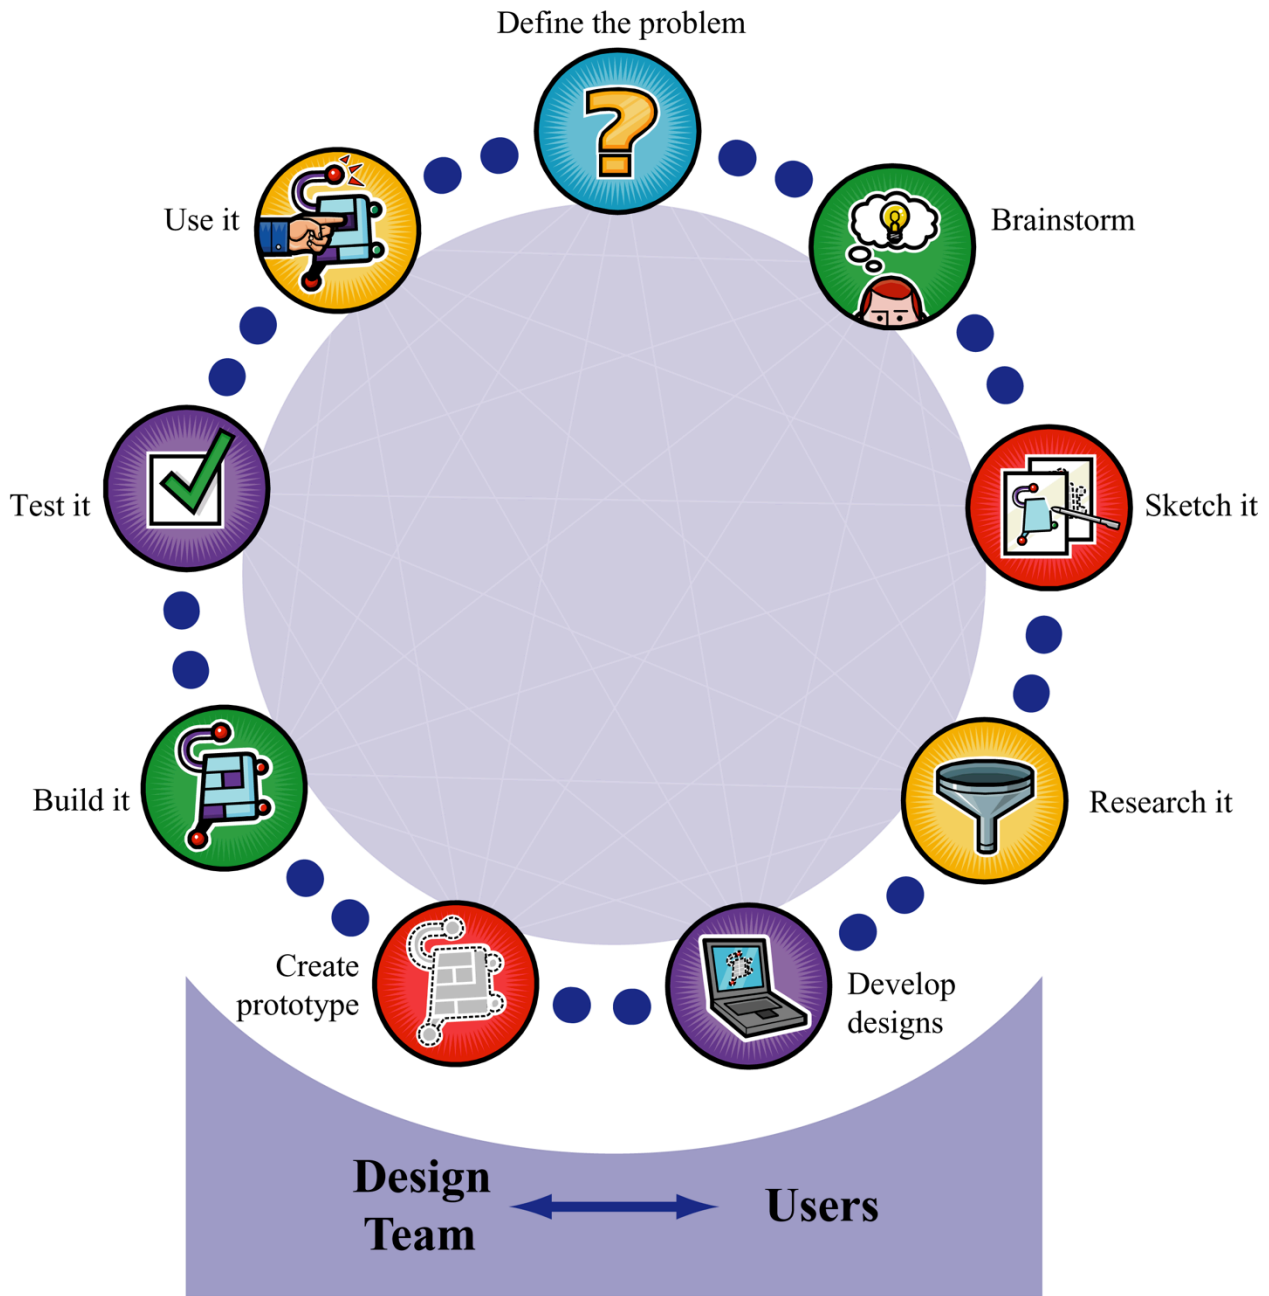 Define the problem
Brainstorm
Sketch it
Research it
Develop
designs
Create
prototype
Build it
Test it
Use it
Design
Team
Users